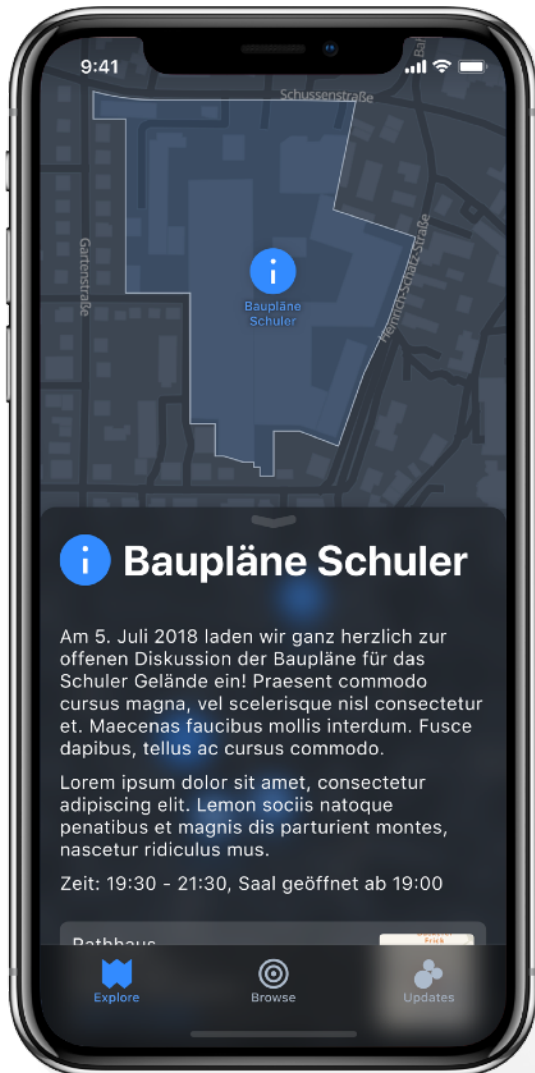 9:41
Schussenstraße
Bah
Gartenstraße
Heinrich-Schatz-Straße
Baupläne
Schuler
Baupläne Schuler
Am 5. Juli 2018 laden wir ganz herzlich zur
offenen Diskussion der Baupläne für das
Schuler Gelände ein! Praesent commodo
cursus magna, vel scelerisque nisl consectetur
et. Maecenas faucibus mollis interdum. Fusce
dapibus, tellus ac cursus commodo.
Lorem ipsum dolor sit amet, consectetur
adipiscing elit. Lemon sociis natoque
penatibus et magnis dis parturient montes,
nascetur ridiculus mus.
Zeit: 19:30 - 21:30, Saal geöffnet ab 19:00
Rathhaus
Frick
Explore
Browse
Updates